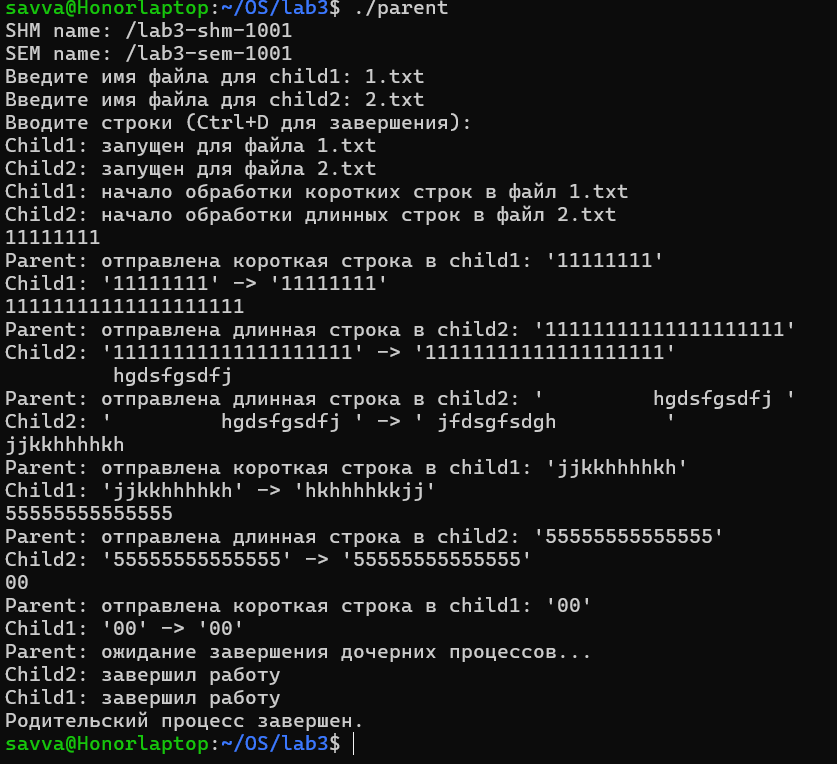 savva@Honorlaptop:~/OS/lab3$ ./parent
SHM name: /lab3-shm-1001
SEM name: /lab3-sem-1001
Введите имя файла для child1: 1.txt
Введите имя файла для child2: 2.txt
Вводите строки (Ctrl+D для завершения):
Child1: запущен для файла 1.txt
Child2: запущен для файла 2.txt
Child1: начало обработки коротких строк в файл 1.txt
Child2: начало обработки длинных строк в файл 2.txt
11111111
Parent: отправлена короткая строка в child1: '11111111'
Child1: '11111111' -> '11111111'
11111111111111111111
Parent: отправлена длинная строка в child2: '11111111111111111111'
Child2: '11111111111111111111' -> '11111111111111111111'
         hgdsfgsdfj
Parent: отправлена длинная строка в child2: '         hgdsfgsdfj '
Child2: '         hgdsfgsdfj ' -> ' jfdsgfsdgh         '
jjkkhhhhkh
Parent: отправлена короткая строка в child1: 'jjkkhhhhkh'
Child1: 'jjkkhhhhkh' -> 'hkhhhhkkjj'
55555555555555
Parent: отправлена длинная строка в child2: '55555555555555'
Child2: '55555555555555' -> '55555555555555'
00
Parent: отправлена короткая строка в child1: '00'
Child1: '00' -> '00'
Parent: ожидание завершения дочерних процессов...
Child2: завершил работу
Child1: завершил работу
Родительский процесс завершен.
savva@Honorlaptop:~/OS/lab3$